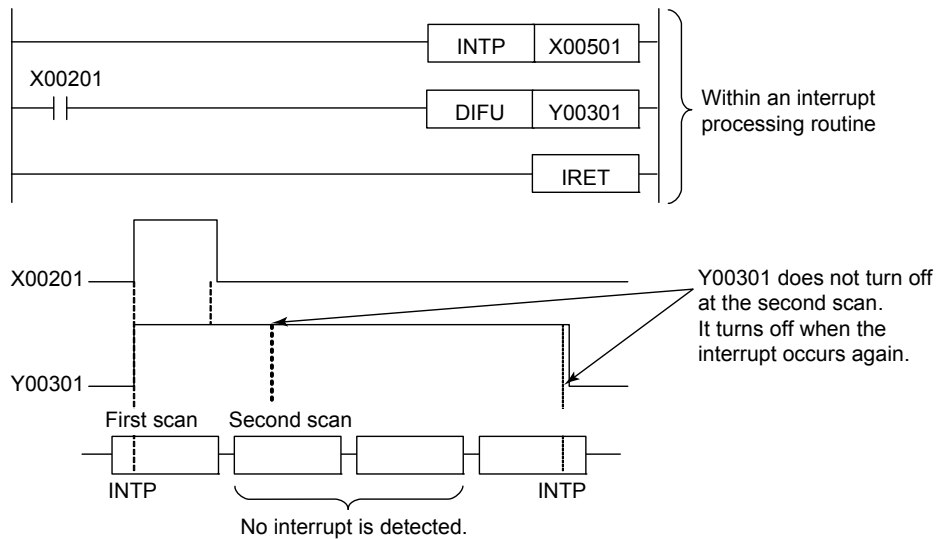 INTP X00501
X00201
DIFU Y00301
Within an interrupt
processing routine
IRET
X00201
Y00301 does not turn off
at the second scan.
It turns off when the
interrupt occurs again.
Y00301
First scan Second scan
INTP INTP
No interrupt is detected.